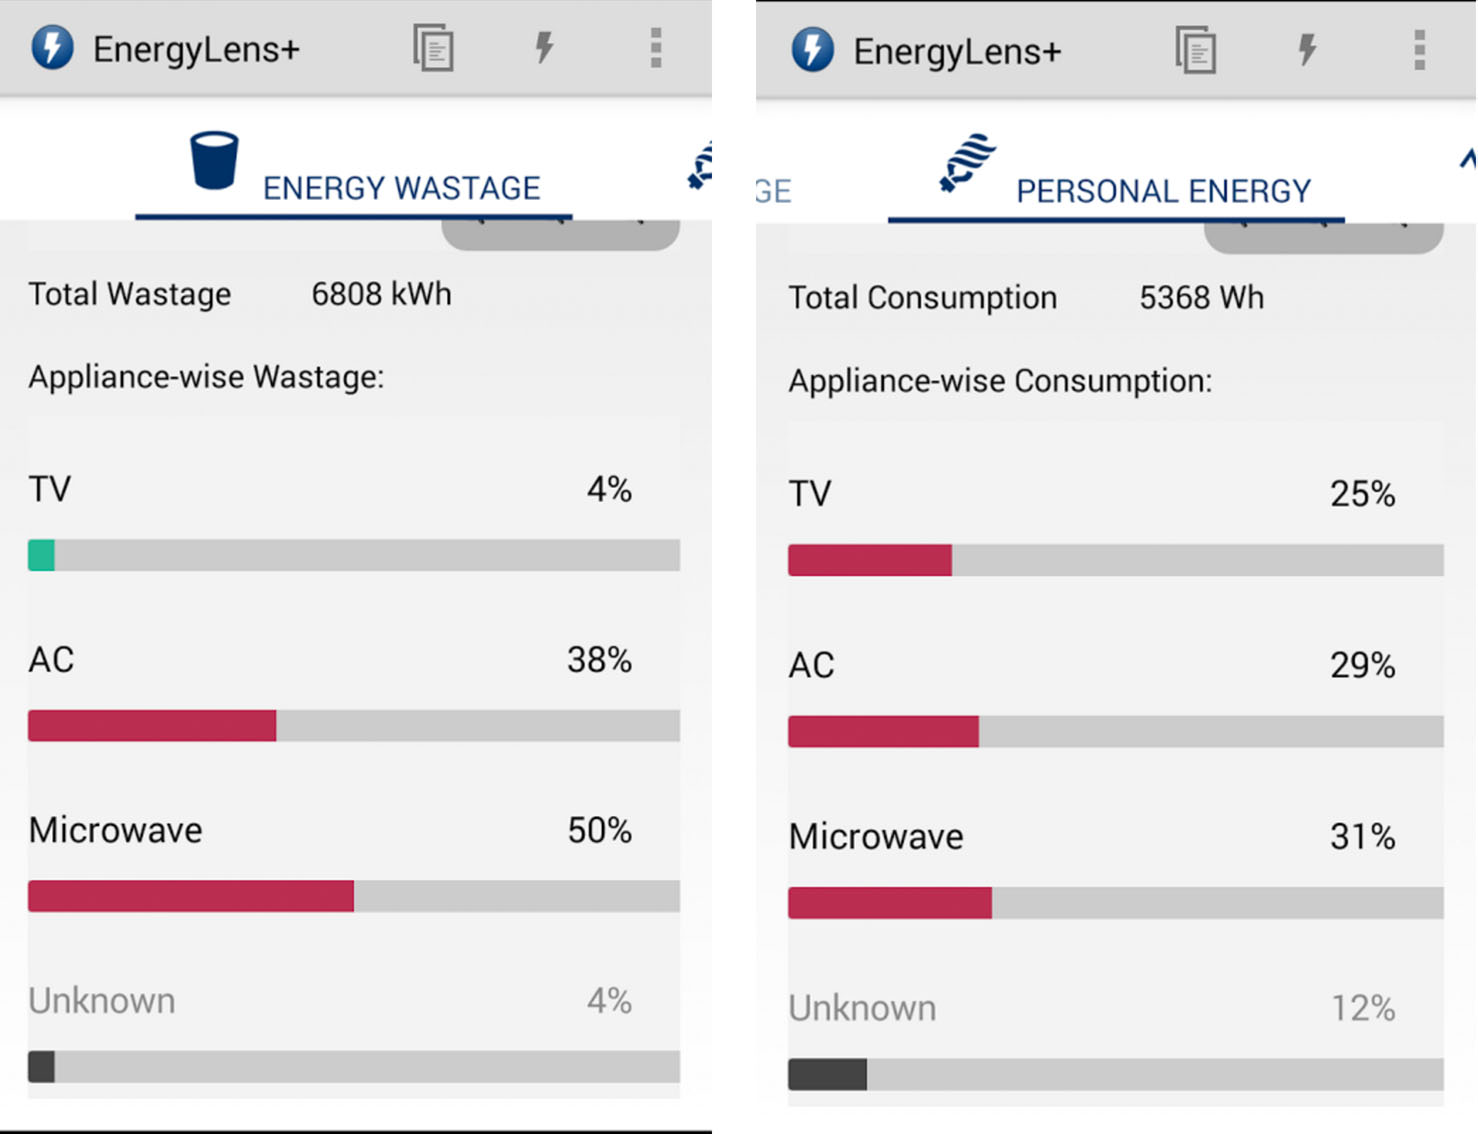 EnergyLens+
ENERGY WASTAGE
Total Wastage 6808 kWh
Appliance-wise Wastage:
TV 4%
AC 38%
Microwave 50%
Unknown 4%
EnergyLens+
GE PERSONAL ENERGY
Total Consumption 5368 Wh
Appliance-wise Consumption:
TV 25%
AC 29%
Microwave 31%
Unknown 12%